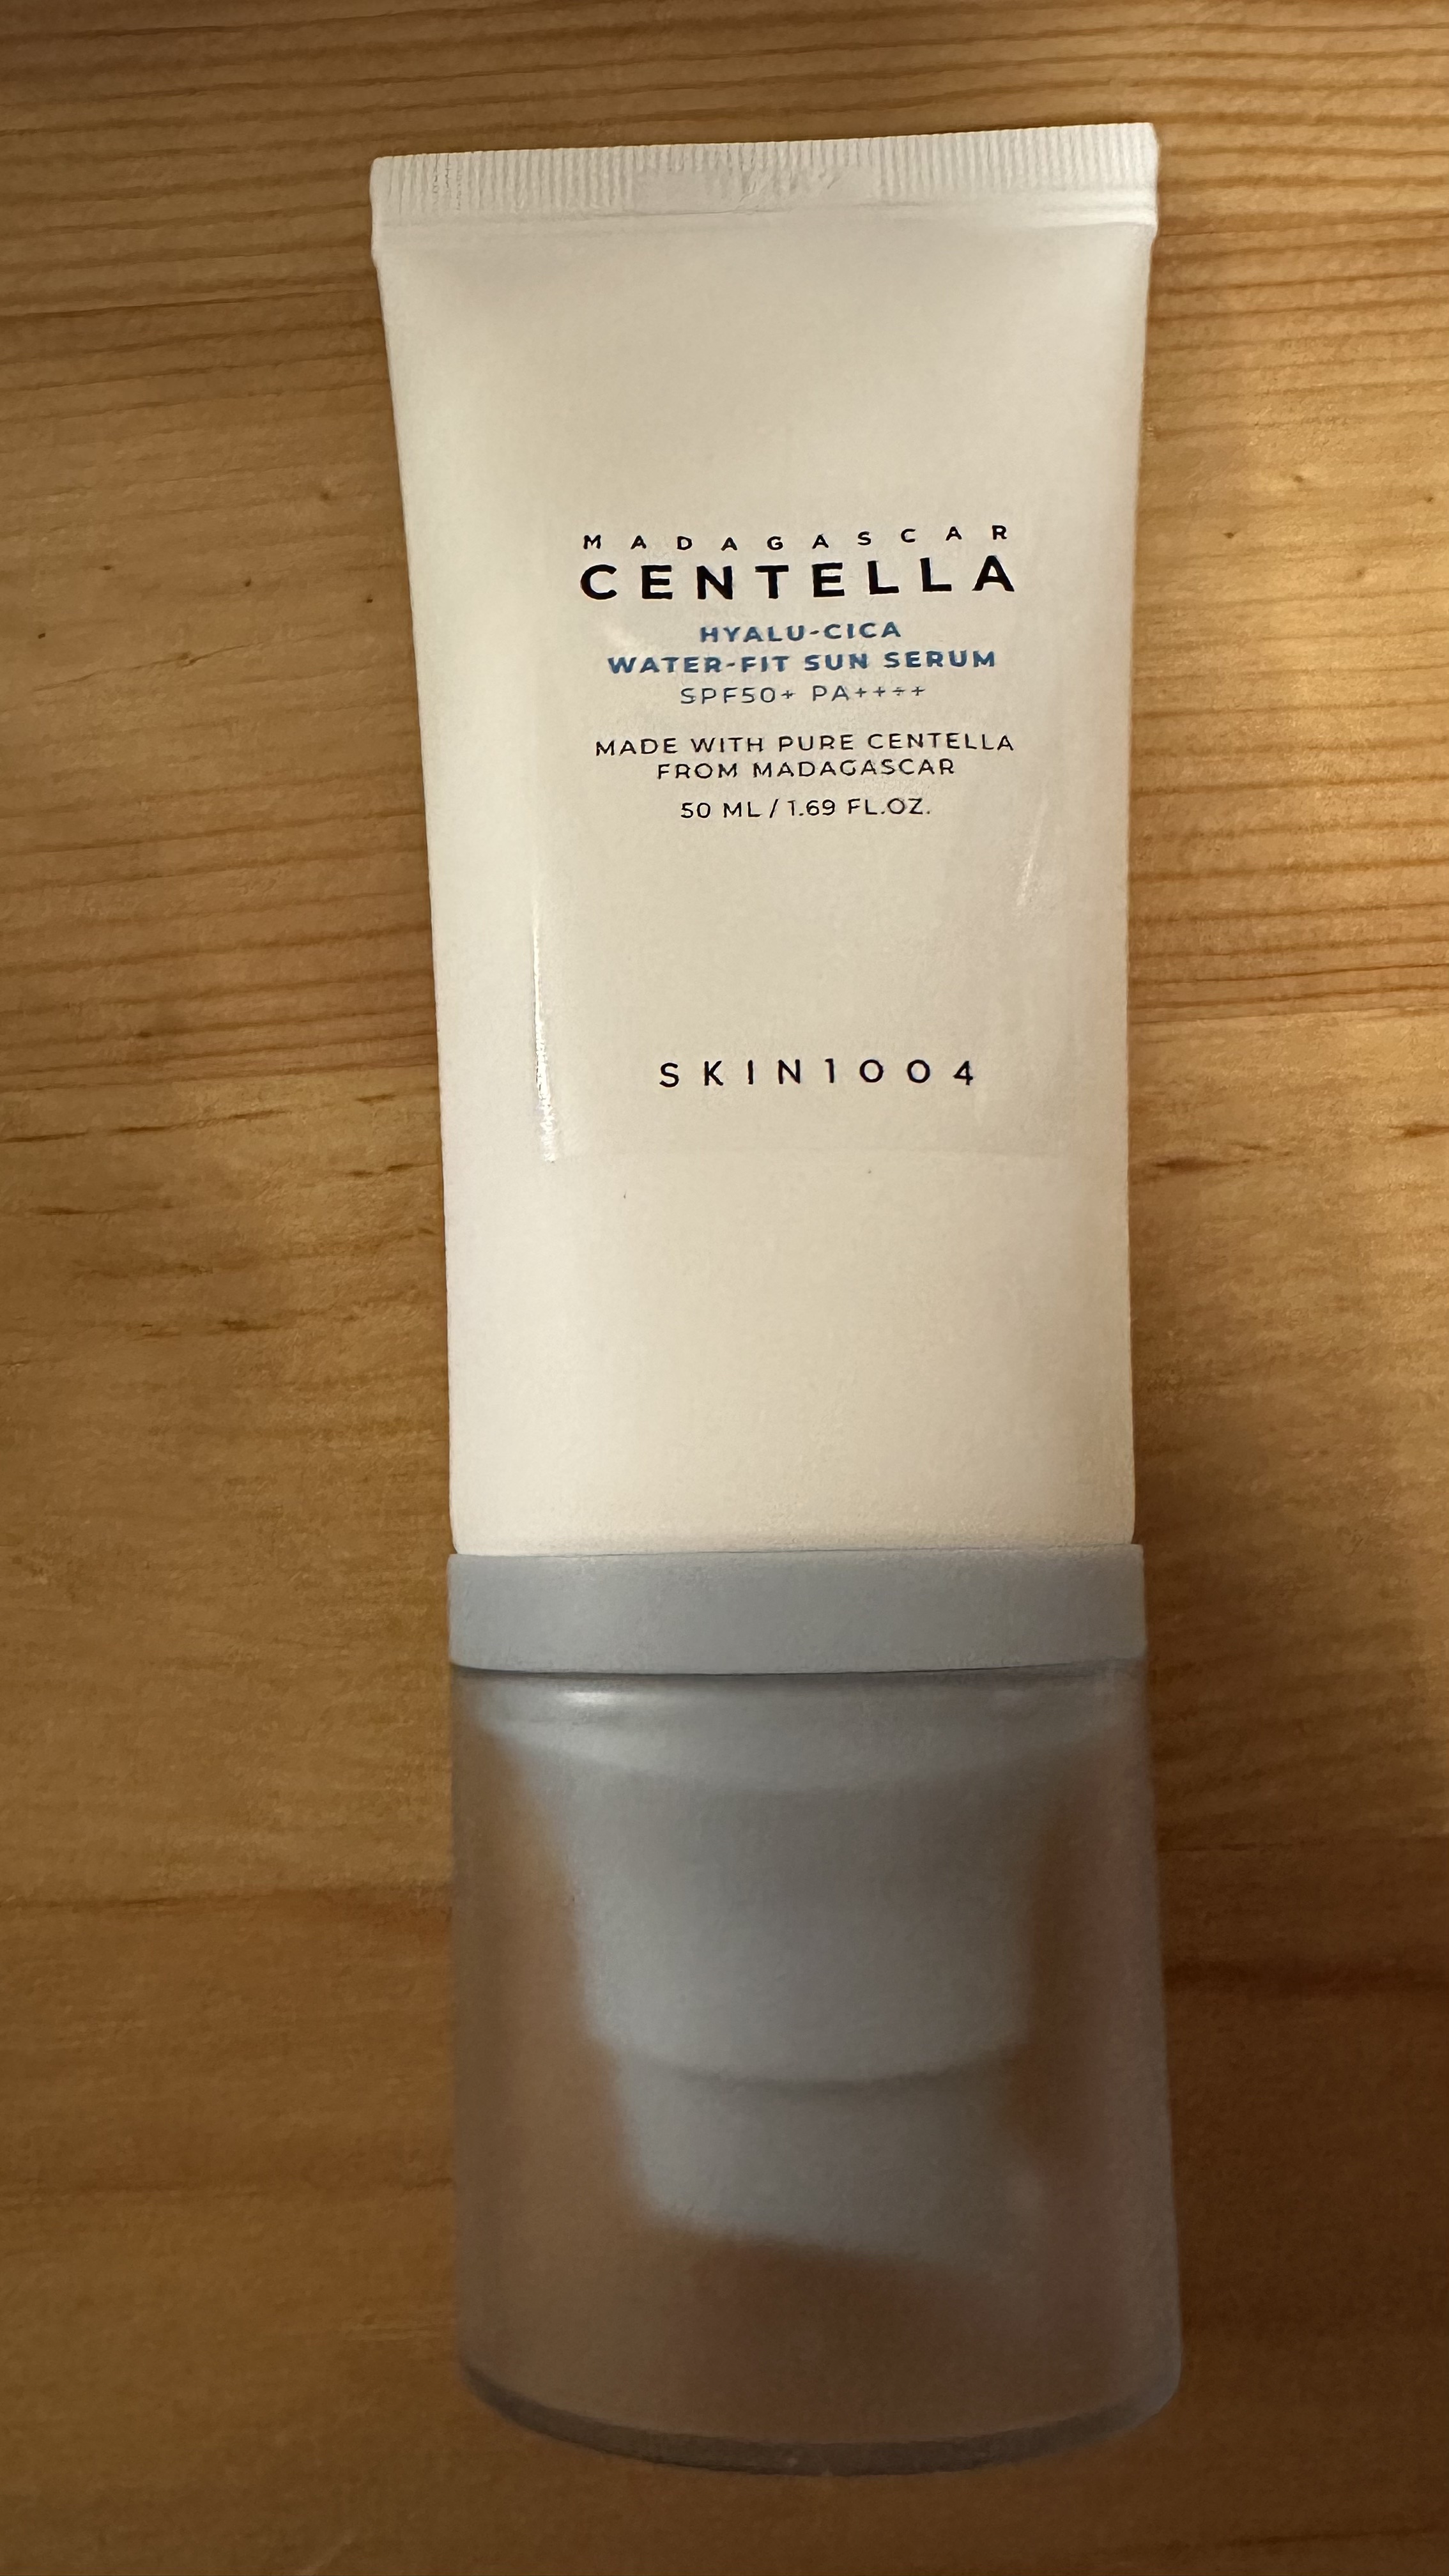 MADAGASCAR
CENTELLA
HYALU-CICA
WATER-FIT SUN SERUM
SPF50+ PA++++
MADE WITH PURE CENTELLA
FROM MADAGASCAR
50 ML / 1.69 FL.OZ.
SKIN1004